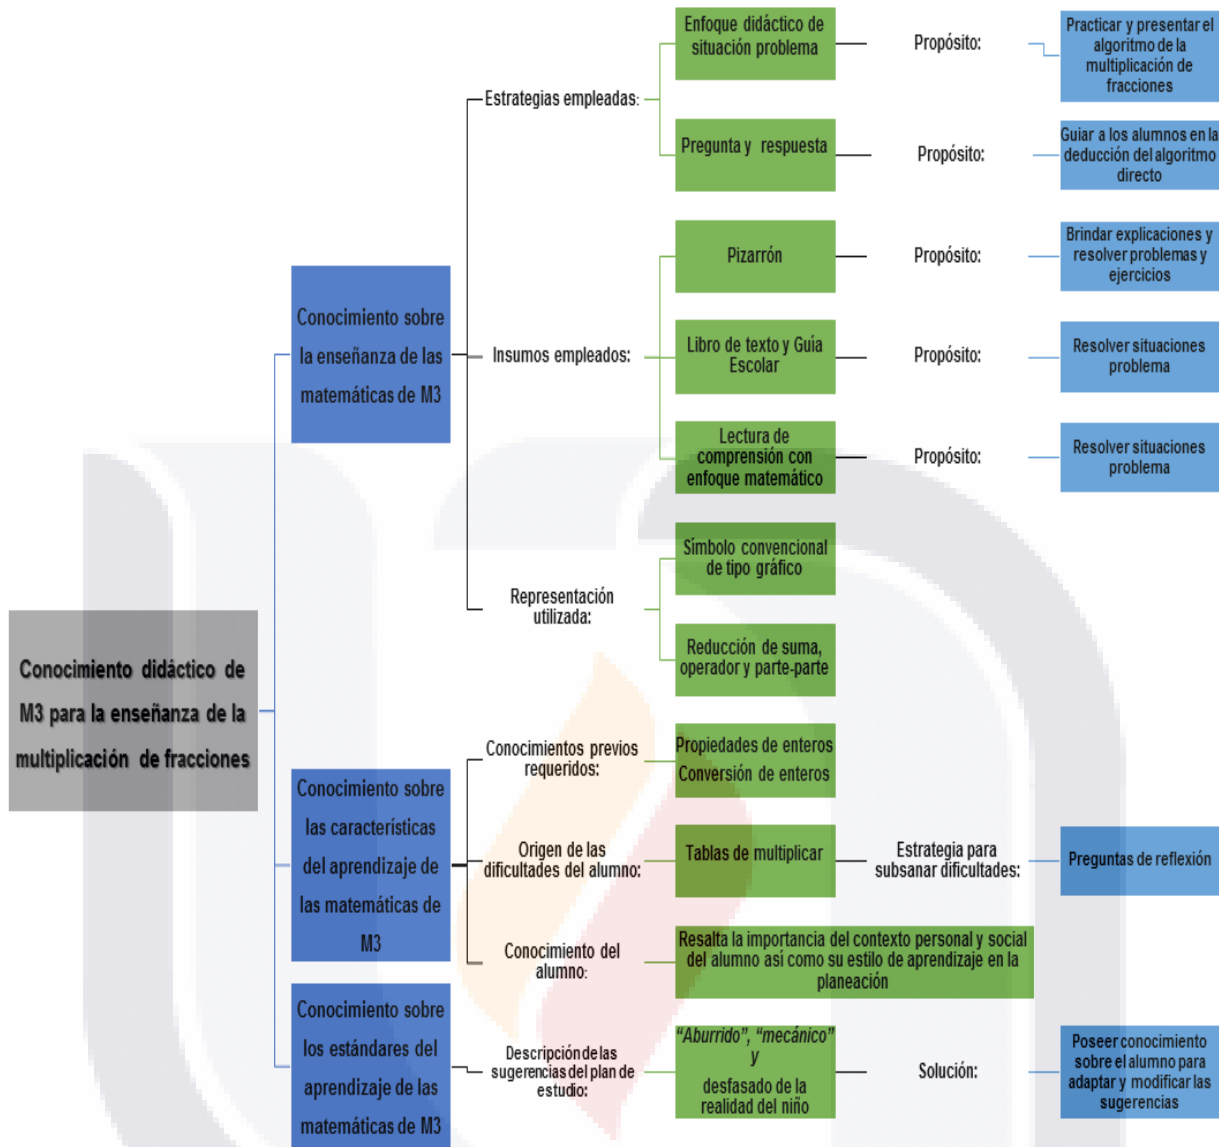 Conocimiento didáctico de
M3 para la enseñanza de la
multiplicación de fracciones
Conocimiento sobre
la enseñanza de las
matemáticas de M3
Estrategias empleadas:
Enfoque didáctico de
situación problema
Propósito:
Practicar y presentar el
algoritmo de la
multiplicación de
fracciones
Pregunta y respuesta
Propósito:
Guiar a los alumnos en la
deducción del algoritmo
directo
Insumos empleados:
Pizarrón
Propósito:
Brindar explicaciones y
resolver problemas y
ejercicios
Libro de texto y Guía
Escolar
Propósito:
Resolver situaciones
problema
Lectura de
comprensión con
enfoque matemático
Propósito:
Resolver situaciones
problema
Representación
utilizada:
Símbolo convencional
de tipo gráfico
Reducción de suma,
operador y parte-parte
Conocimiento sobre
las características
del aprendizaje de
las matemáticas de
M3
Conocimientos previos
requeridos:
Propiedades de enteros
Conversión de enteros
Origen de las
dificultades del alumno:
Tablas de multiplicar
Estrategia para
subsanar dificultades:
Preguntas de reflexión
Conocimiento del
alumno:
Resalta la importancia del contexto personal y social
del alumno así como su estilo de aprendizaje en la
planeación
Conocimiento sobre
los estándares del
aprendizaje de las
matemáticas de M3
Descripción de las
sugerencias del plan de
estudio:
“Aburrido”, “mecánico”
y
desfasado de la
realidad del niño
Solución:
Poseer conocimiento
sobre el alumno para
adaptar y modificar las
sugerencias